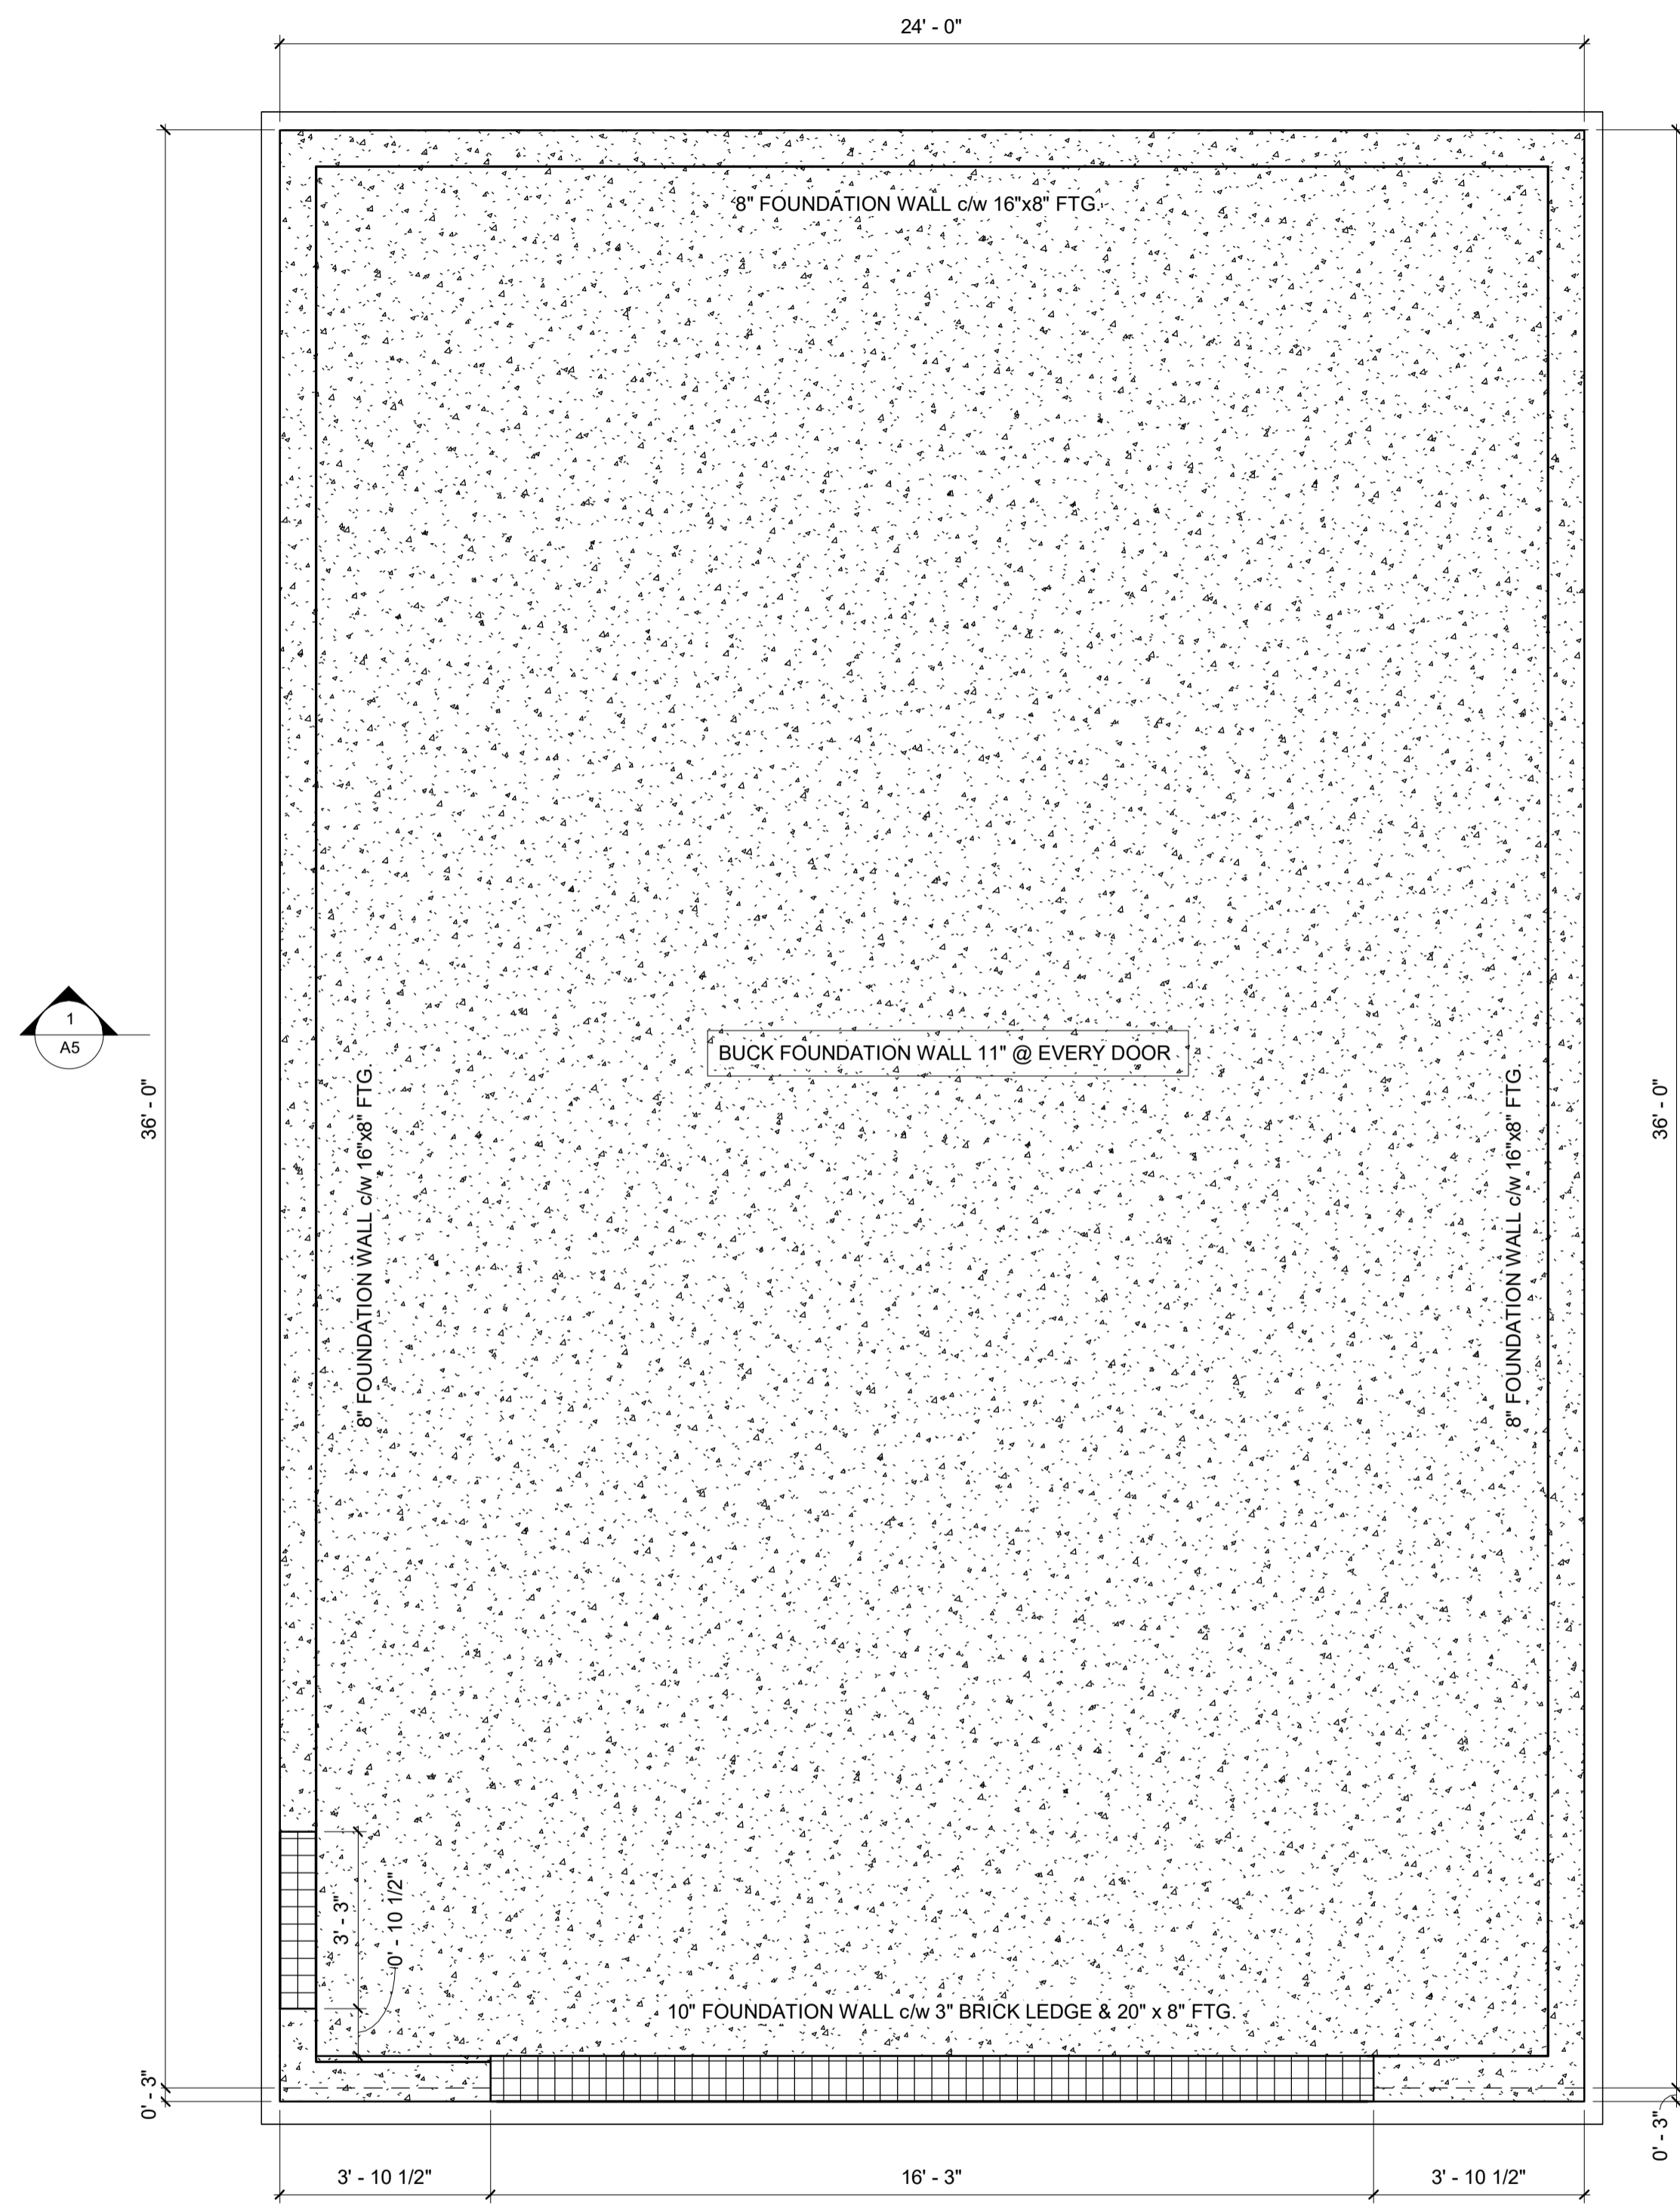 24' - 0"
8" FOUNDATION WALL c/w 16"x8" FTG.
1
A5
36' - 0"
BUCK FOUNDATION WALL 11" @ EVERY DOOR
36' - 0"
8" FOUNDATION WALL c/w 16"x8" FTG.
8" FOUNDATION WALL c/w 16"x8" FTG.
3' - 3"
0' - 10 1/2"
10" FOUNDATION WALL c/w 3" BRICK LEDGE & 20" x 8" FTG.
0' - 3"
0' - 3"
3' - 10 1/2"
16' - 3"
3' - 10 1/2"